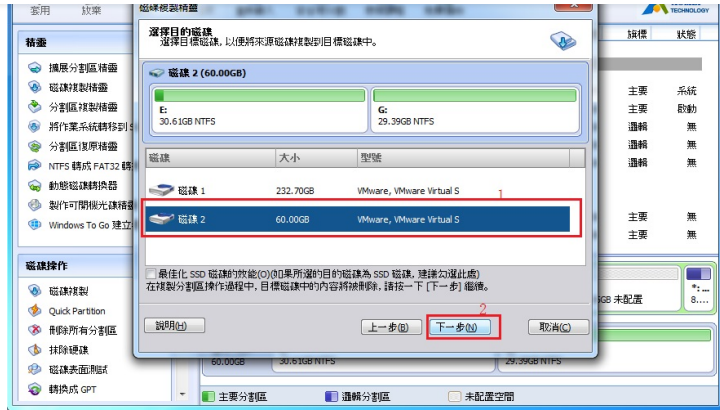 套用
放棄
磁碟複製精靈
TECHNOLOGY
精靈
擴展分割區精靈
磁碟複製精靈
分割區複製精靈
將作業系統轉移到 S
分割區復原精靈
NTFS 轉成 FAT32 轉
動態磁碟轉換器
製作可開機光碟精靈
Windows To Go 建立
磁碟操作
磁碟複製
Quick Partition
刪除所有分割區
抹除硬碟
磁碟表面測試
轉換成 GPT
選擇目的磁碟
選擇目標磁碟, 以便將來源磁碟複製到目標磁碟中。
磁碟 2 (60.00GB)
E:
30.61GB NTFS
G:
29.39GB NTFS
磁碟 大小 型號
磁碟 1 232.70GB VMware, VMware Virtual S
1
磁碟 2 60.00GB VMware, VMware Virtual S
最佳化 SSD 磁碟的效能(O)(如果所選的目的磁碟為 SSD 磁碟, 建議勾選此處)
在複製分割區操作過程中, 目標磁碟中的內容將被刪除, 請按一下 [下一步] 繼續。
2
說明(H)
上一步(B)
下一步(N)
取消(C)
旗標 狀態
主要 系統
主要 啟動
邏輯 無
邏輯 無
邏輯 無
主要 無
主要 無
GB 未配置
*: ...
8....
60.00GB
30.61GB NTFS
29.39GB NTFS
主要分割區
邏輯分割區
未配置空間